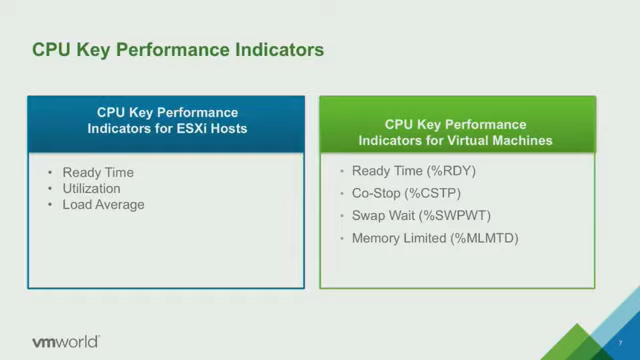 CPU Key Performance Indicators
CPU Key Performance
Indicators for ESXi Hosts
• Ready Time
• Utilization
• Load Average
CPU Key Performance
Indicators for Virtual Machines
• Ready Time (%RDY)
• Co-Stop (%CSTP)
• Swap Wait (%SWPWT)
• Memory Limited (%MLMTD)
vmworld
7